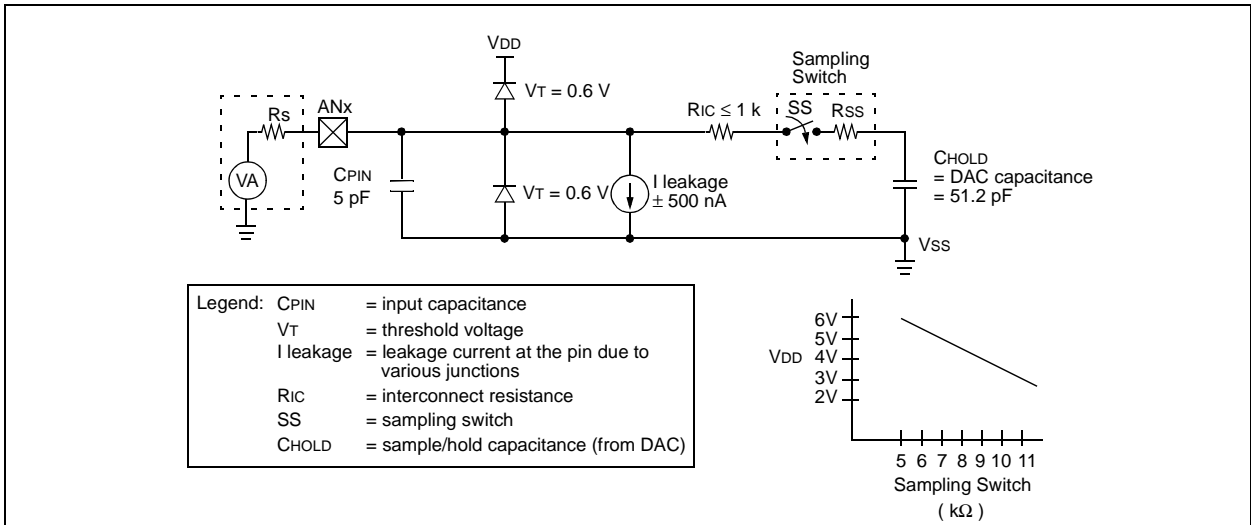 VDD
Sampling
Switch
VT = 0.6 V
ANx
RIC ≤ 1 k
SS
RSS
Rs
VA
CPIN
5 pF
VT = 0.6 V
I leakage
± 500 nA
CHOLD
= DAC capacitance
= 51.2 pF
VSS
Legend: CPIN = input capacitance
VT = threshold voltage
I leakage = leakage current at the pin due to
various junctions
RIC = interconnect resistance
SS = sampling switch
CHOLD = sample/hold capacitance (from DAC)
6V
5V
VDD 4V
3V
2V
5 6 7 8 9 10 11
Sampling Switch
( kΩ )